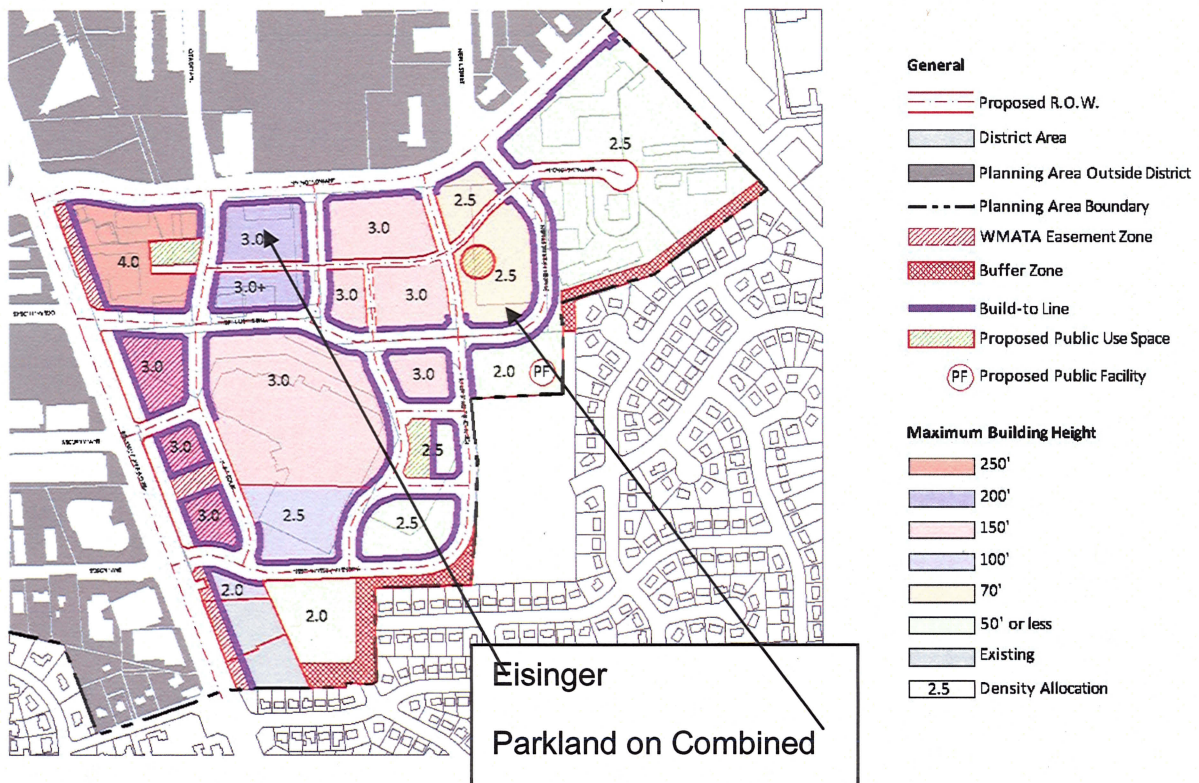 2.5
2.5
3.0
3.0
4.0
2.5
3.0+
3.0
3.0
3.0
3.0
3.0
2.0
PF
3.0
2.5
3.0
2.5
2.5
2.0
2.0
Eisinger
Parkland on Combined
General
Proposed R.O.W.
District Area
Planning Area Outside District
Planning Area Boundary
WMATA Easement Zone
Buffer Zone
Build-to Line
Proposed Public Use Space
PF Proposed Public Facility
Maximum Building Height
250'
200'
150'
100'
70'
50' or less
Existing
2.5 Density Allocation